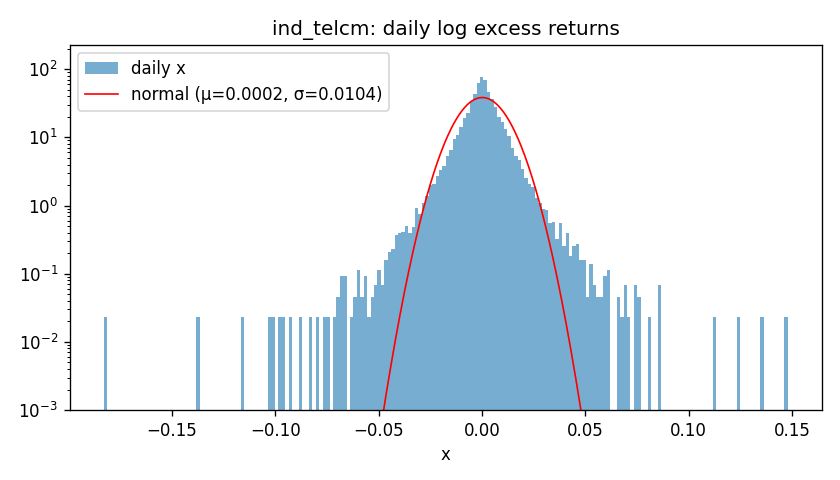 ind_telcm: daily log excess returns
daily x
normal (μ=0.0002, σ=0.0104)
10²
10¹
10⁰
10⁻¹
10⁻²
10⁻³
−0.15 −0.10 −0.05 0.00 0.05 0.10 0.15
x